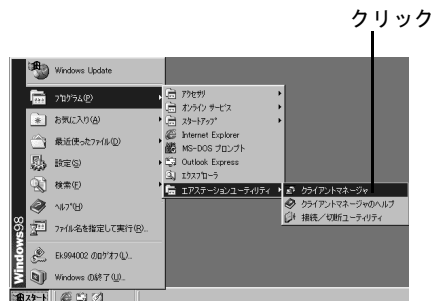 クリック
Windows Update
プログラム(P)
お気に入り(A)
最近使ったファイル(D)
設定(S)
検索(F)
ヘルプ(H)
ファイル名を指定して実行(R)...
Ek994002 のログオフ(L)...
Windows の終了(U)...
Windows98
アクセサリ
オンライン サービス
スタートアップ
Internet Explorer
MS-DOS プロンプト
Outlook Express
エクスプローラ
エアステーションユーティリティ
クライアントマネージャ
クライアントマネージャのヘルプ
接続／切断ユーティリティ
スタート